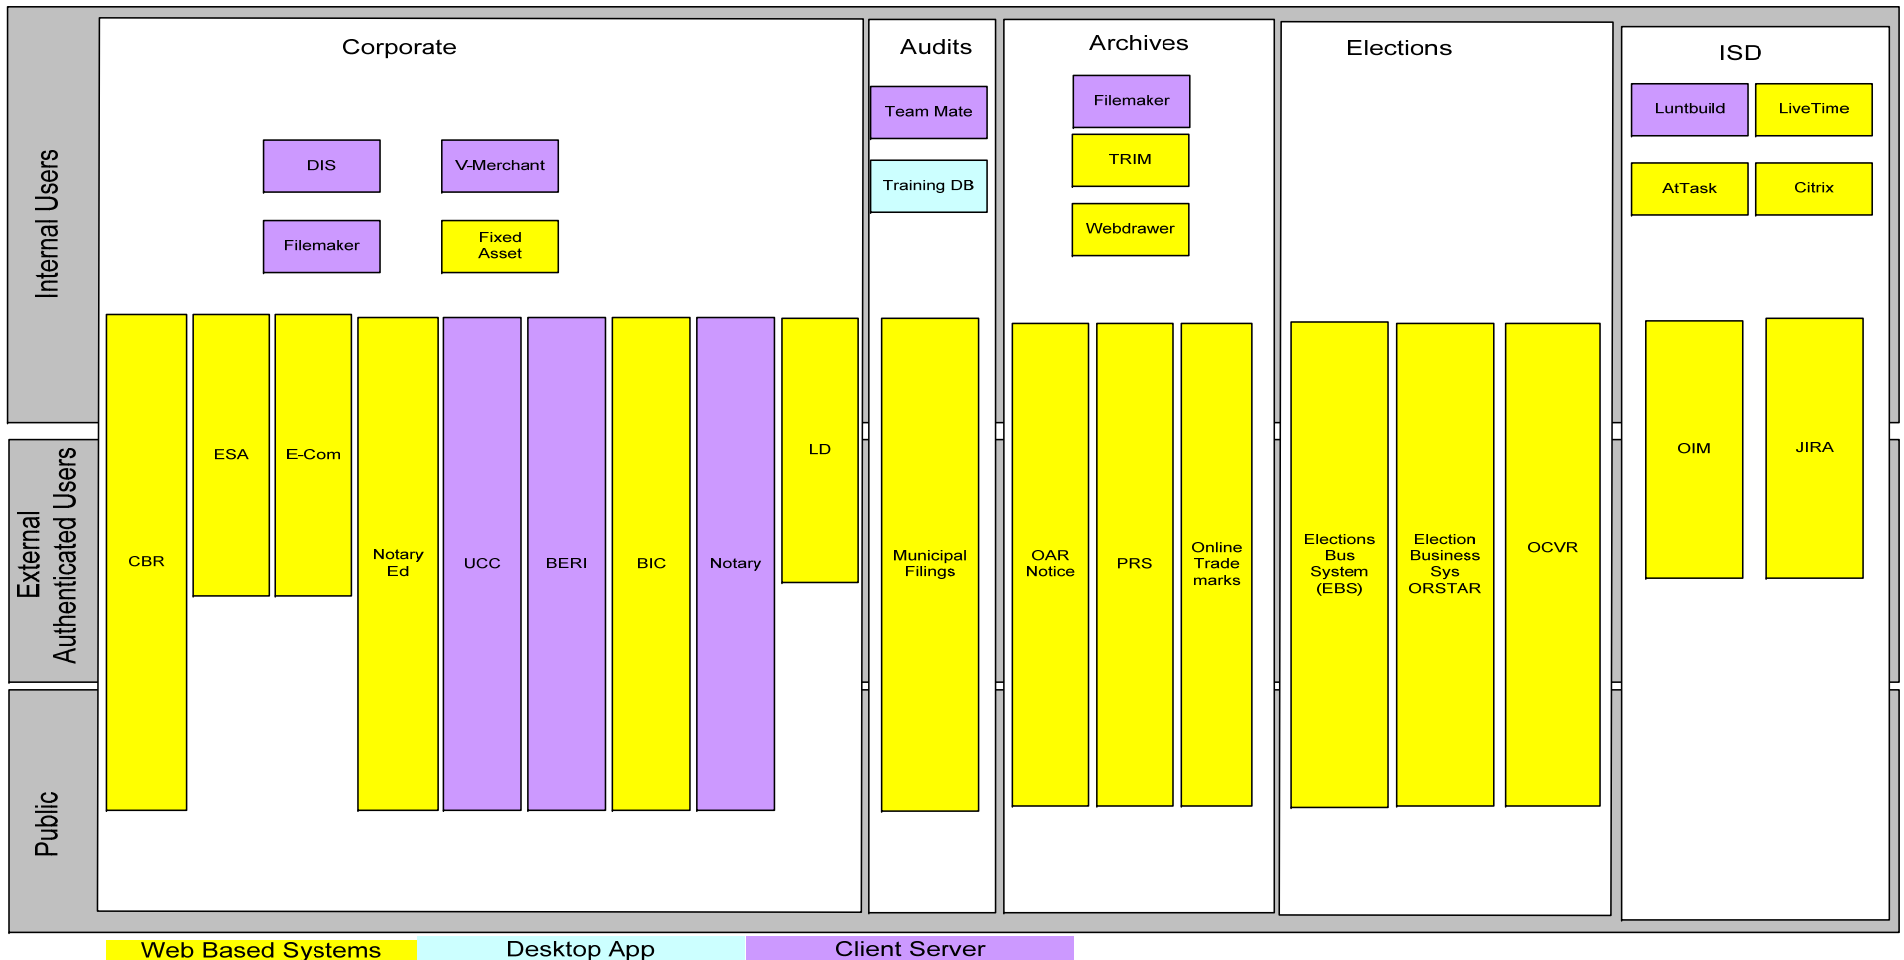 Corporate
Audits
Archives
Elections
ISD
Internal Users
External
Authenticated Users
Public
DIS
V-Merchant
Filemaker
Fixed
Asset
CBR
ESA
E-Com
Notary
Ed
UCC
BERI
BIC
Notary
LD
Team Mate
Training DB
Municipal
Filings
Filemaker
TRIM
Webdrawer
OAR
Notice
PRS
Online
Trade
marks
Elections
Bus
System
(EBS)
Election
Business
Sys
ORSTAR
OCVR
Luntbuild
LiveTime
AtTask
Citrix
OIM
JIRA
Web Based Systems
Desktop App
Client Server